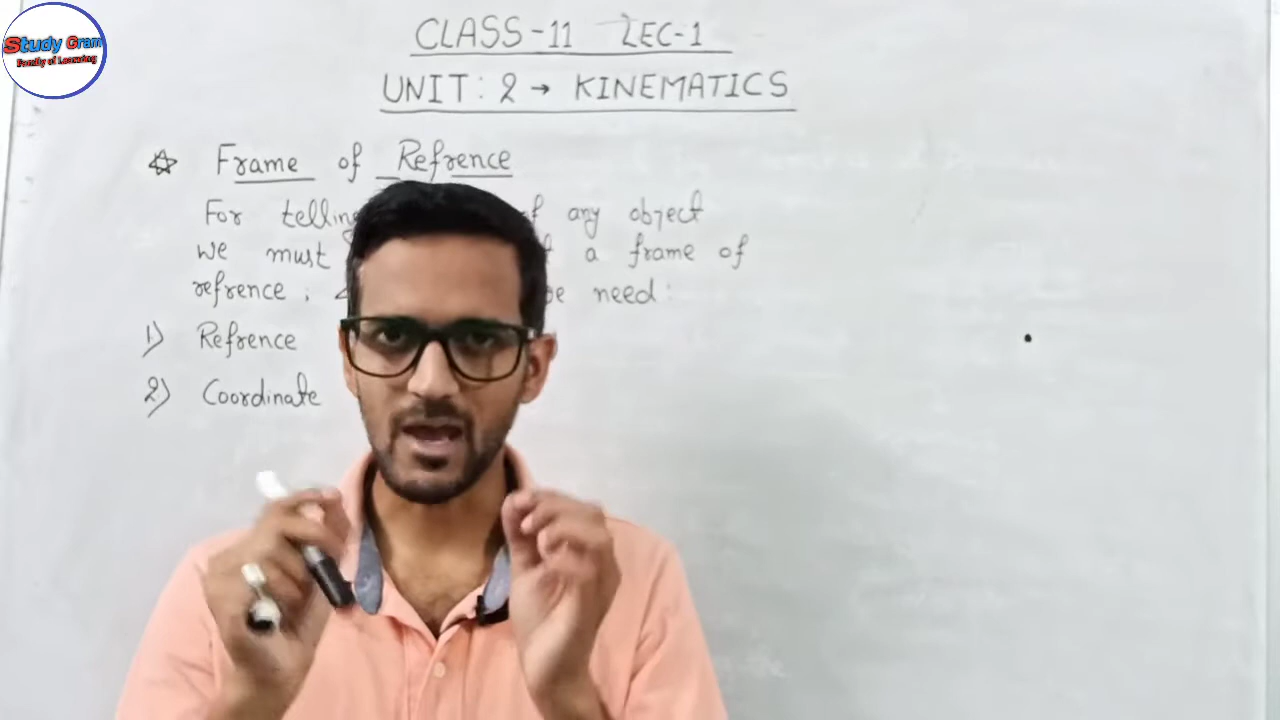 Study Gram
Family of Learning
CLASS-11 LEC-1
UNIT: 2 → KINEMATICS
☆ Frame of Refrence
For telling any object
we must a frame of
refrence ; need:
1) Refrence
2) Coordinate